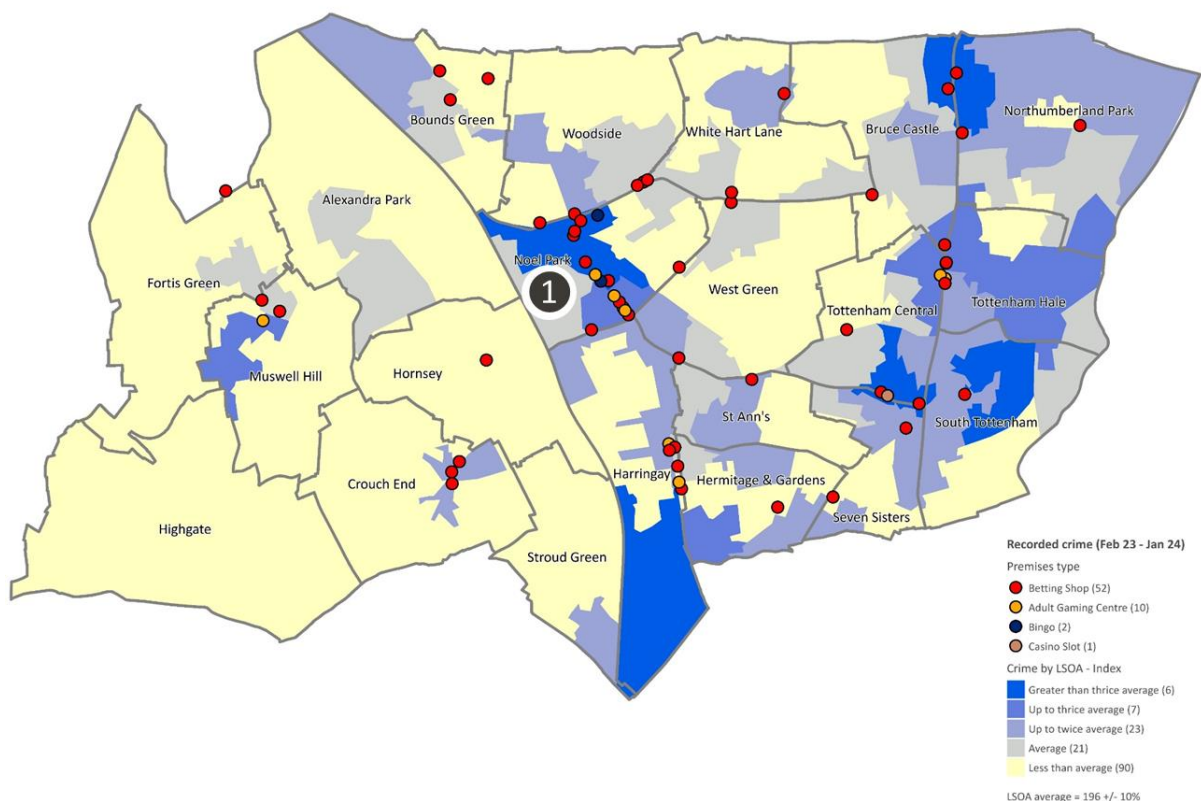 Northumberland Park
Bounds Green
Woodside
White Hart Lane
Bruce Castle
Alexandra Park
Noel Park
Fortis Green
1
West Green
Tottenham Central
Tottenham Hale
Muswell Hill
Hornsey
St Ann's
South Tottenham
Crouch End
Harringay
Hermitage & Gardens
Seven Sisters
Highgate
Stroud Green
Recorded crime (Feb 23 - Jan 24)
Premises type
Betting Shop (52)
Adult Gaming Centre (10)
Bingo (2)
Casino Slot (1)
Crime by LSOA - Index
Greater than thrice average (6)
Up to thrice average (7)
Up to twice average (23)
Average (21)
Less than average (90)
LSOA average = 196 +/- 10%